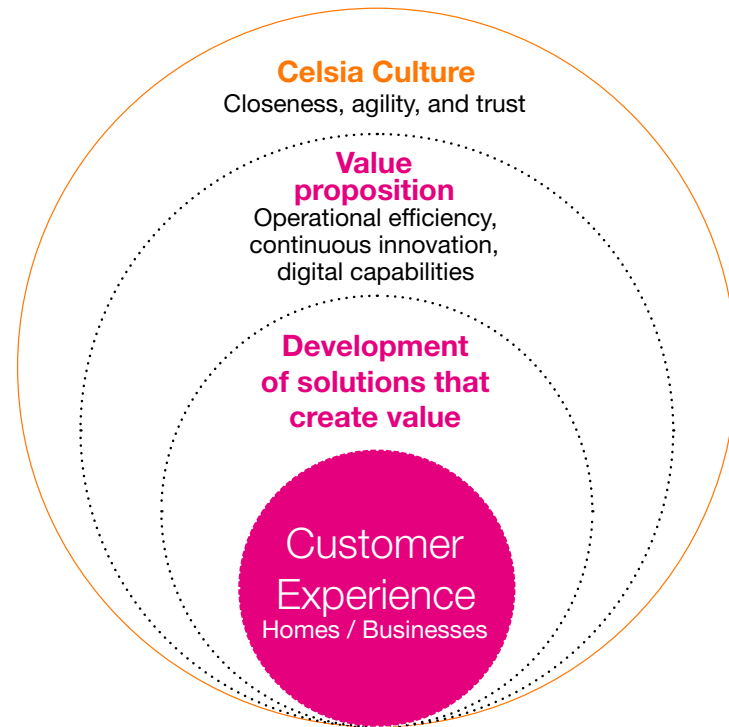 Celsia Culture
Closeness, agility, and trust
Value
proposition
Operational efficiency,
continuous innovation,
digital capabilities
Development
of solutions that
create value
Customer
Experience
Homes / Businesses